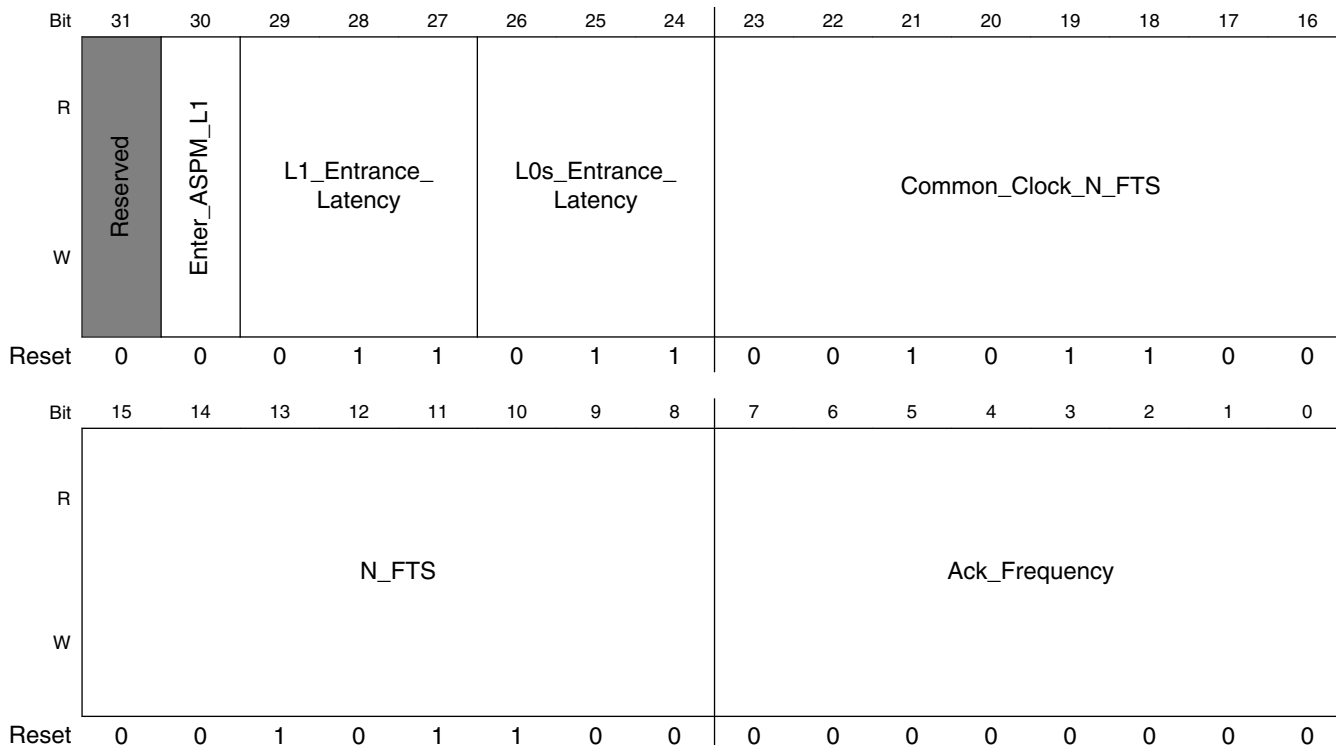 Bit 31 30 29 28 27 26 25 24 23 22 21 20 19 18 17 16
R
W
Reserved
Enter_ASPM_L1
L1_Entrance_
Latency
L0s_Entrance_
Latency
Common_Clock_N_FTS
Reset 0 0 0 1 1 0 1 1 0 0 1 0 1 1 0 0
Bit 15 14 13 12 11 10 9 8 7 6 5 4 3 2 1 0
R
W
N_FTS
Ack_Frequency
Reset 0 0 1 0 1 1 0 0 0 0 0 0 0 0 0 0